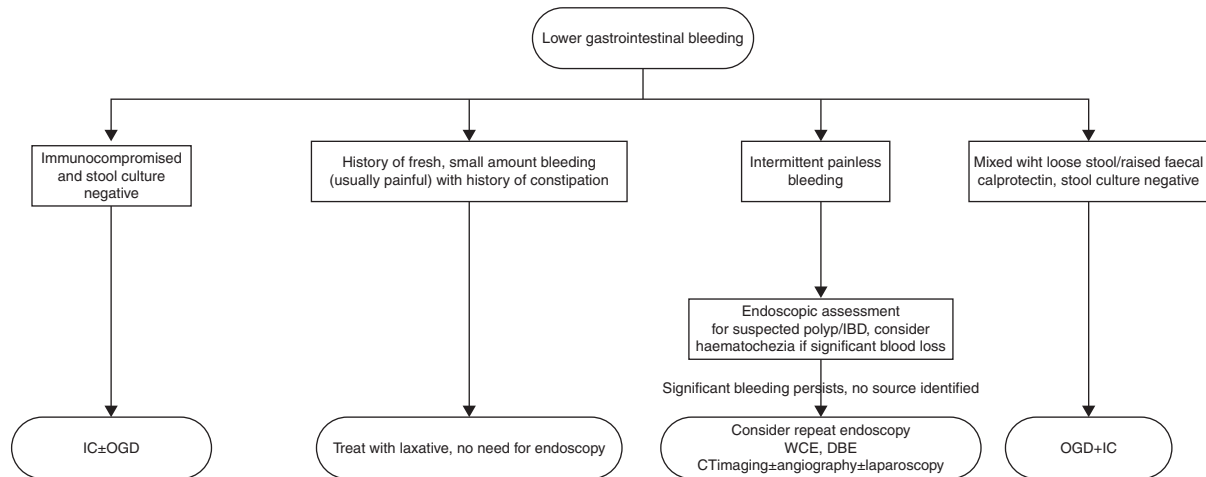 Lower gastrointestinal bleeding
Immunocompromised
and stool culture
negative
History of fresh, small amount bleeding
(usually painful) with history of constipation
Intermittent painless
bleeding
Mixed wiht loose stool/raised faecal
calprotectin, stool culture negative
Endoscopic assessment
for suspected polyp/IBD, consider
haematochezia if significant blood loss
Significant bleeding persists, no source identified
IC±OGD
Treat with laxative, no need for endoscopy
Consider repeat endoscopy
WCE, DBE
CTimaging±angiography±laparoscopy
OGD+IC